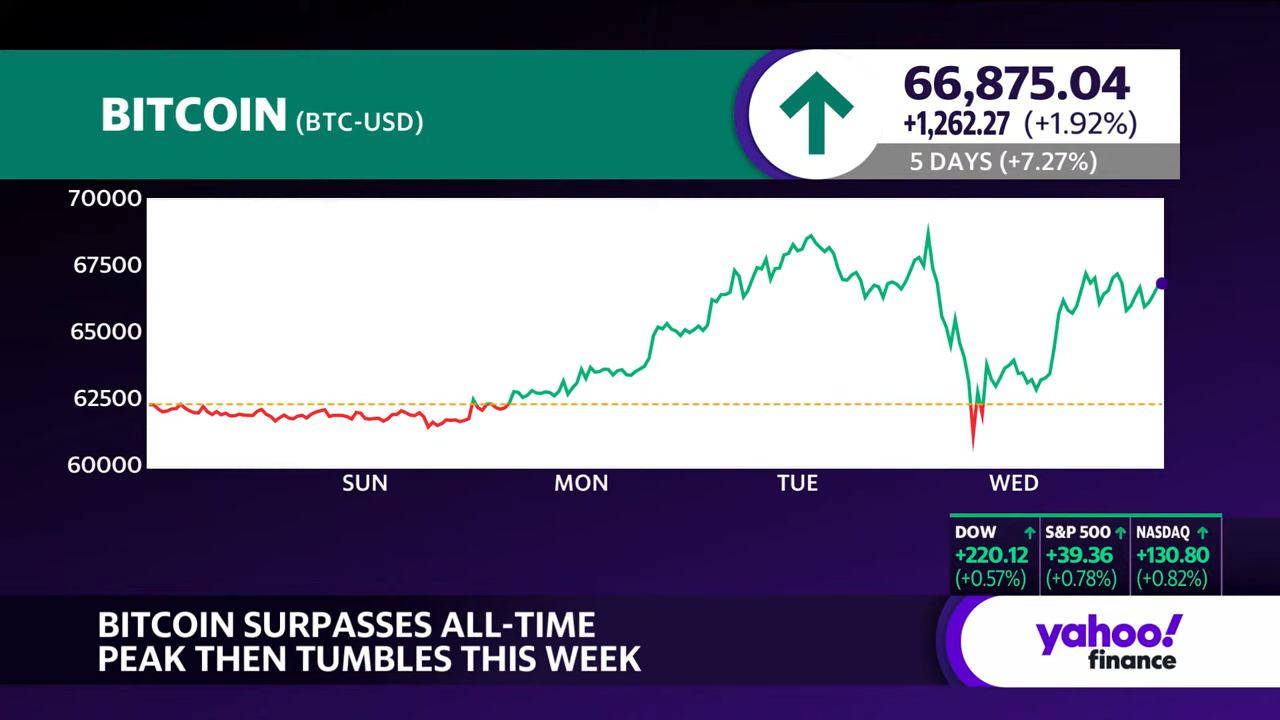 BITCOIN (BTC-USD)
66,875.04
+1,262.27 (+1.92%)
5 DAYS (+7.27%)
70000
67500
65000
62500
60000
SUN MON TUE WED
DOW S&P 500 NASDAQ
+220.12 +39.36 +130.80
(+0.57%) (+0.78%) (+0.82%)
BITCOIN SURPASSES ALL-TIME
PEAK THEN TUMBLES THIS WEEK
yahoo!
finance